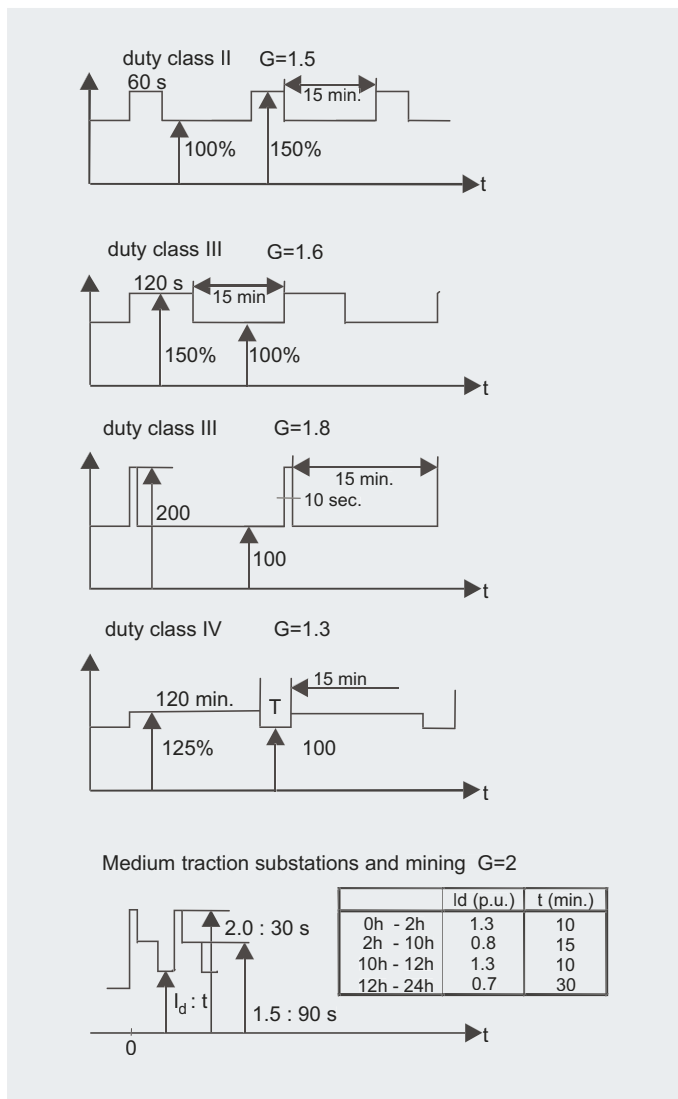 duty class II G=1.5
60 s
15 min.
100% 150%
t
duty class III G=1.6
120 s
15 min
150% 100%
t
duty class III G=1.8
15 min.
10 sec.
200
100
t
duty class IV G=1.3
15 min
120 min. T
125% 100
t
Medium traction substations and mining G=2
Id (p.u.) t (min.)
0h - 2h 1.3 10
2h - 10h 0.8 15
10h - 12h 1.3 10
12h - 24h 0.7 30
2.0 : 30 s
Id : t
1.5 : 90 s
t
0